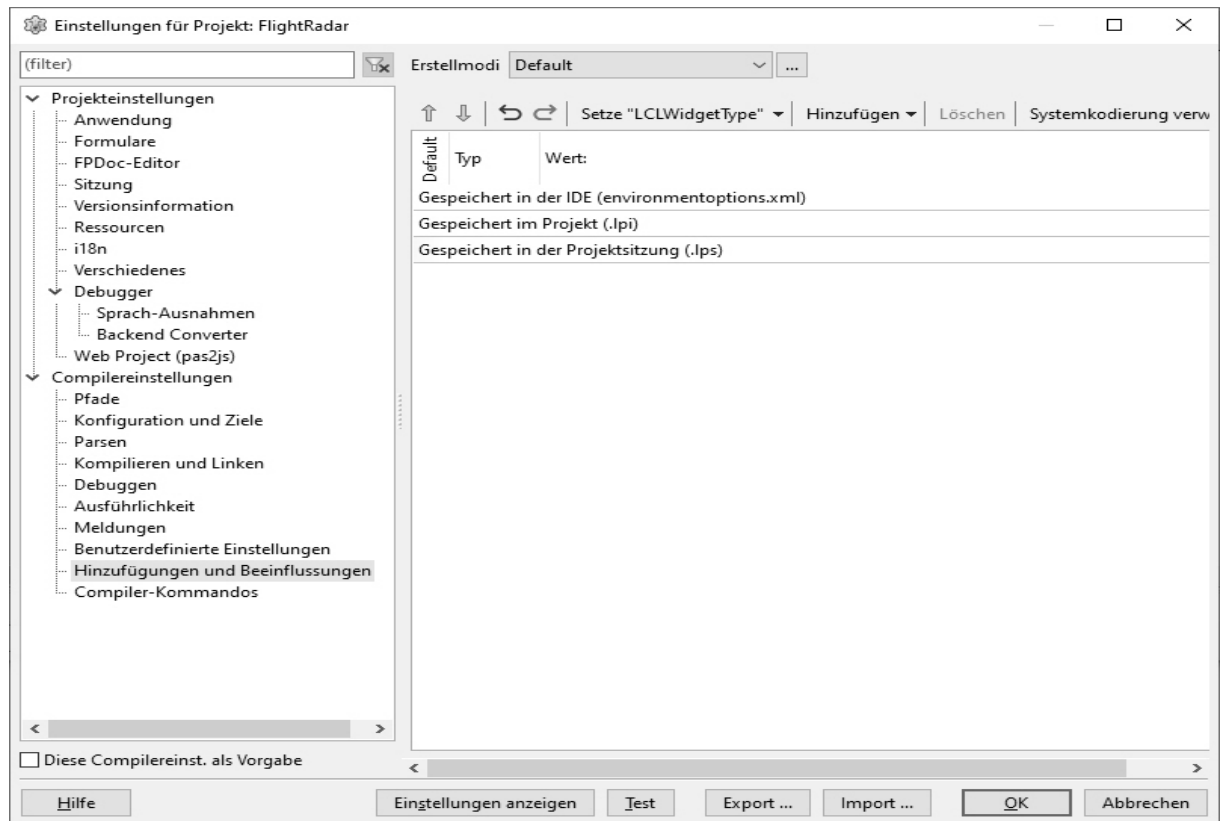 Einstellungen für Projekt: FlightRadar
(filter)
Erstellmodi Default ...
Projekteinstellungen
Anwendung
Formulare
FPDoc-Editor
Sitzung
Versionsinformation
Ressourcen
i18n
Verschiedenes
Debugger
Sprach-Ausnahmen
Backend Converter
Web Project (pas2js)
Compilereinstellungen
Pfade
Konfiguration und Ziele
Parsen
Kompilieren und Linken
Debuggen
Ausführlichkeit
Meldungen
Benutzerdefinierte Einstellungen
Hinzufügungen und Beeinflussungen
Compiler-Kommandos
Setze "LCLWidgetType" Hinzufügen Löschen Systemkodierung verw
Default Typ Wert:
Gespeichert in der IDE (environmentoptions.xml)
Gespeichert im Projekt (.lpi)
Gespeichert in der Projektsitzung (.lps)
Diese Compilereinst. als Vorgabe
Hilfe Einstellungen anzeigen Test Export ... Import ... OK Abbrechen